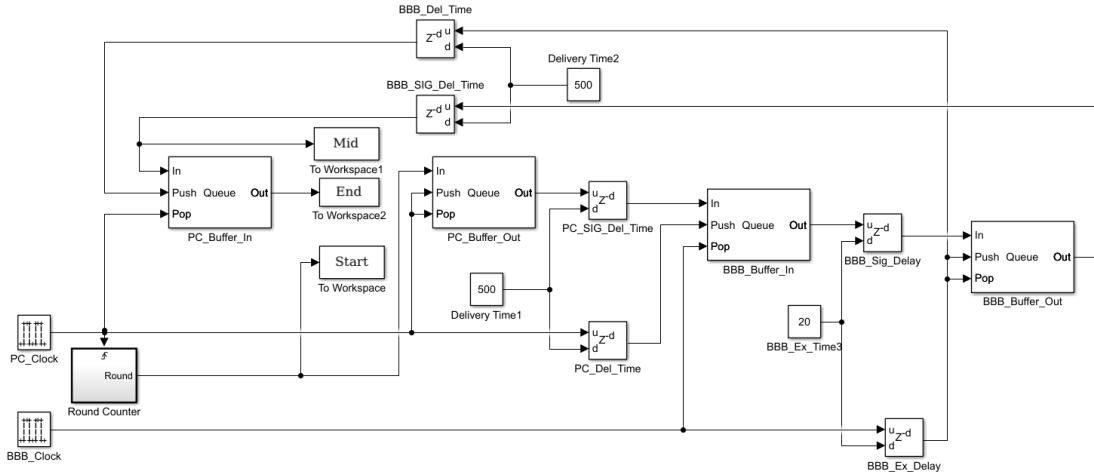 BBB_Del_Time
Z-d
u
d
Delivery Time2
500
BBB_SIG_Del_Time
Z-d
u
d
Mid
To Workspace1
In
Push Queue Out
Pop
PC_Buffer_In
End
To Workspace2
In
Push Queue Out
Pop
PC_Buffer_Out
u
d
Z-d
PC_SIG_Del_Time
In
Push Queue Out
Pop
BBB_Buffer_In
u
d
Z-d
BBB_Sig_Delay
In
Push Queue Out
Pop
BBB_Buffer_Out
Start
To Workspace
500
Delivery Time1
20
BBB_Ex_Time3
PC_Clock
Round
Round Counter
u
d
Z-d
PC_Del_Time
BBB_Clock
u
d
Z-d
BBB_Ex_Delay